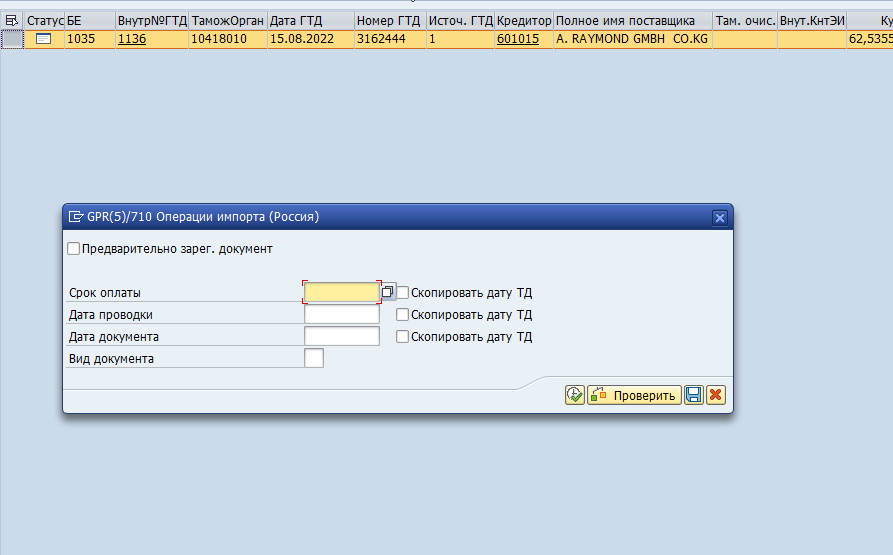 Статус БЕ Внутр№ГТД ТаможОрган Дата ГТД Номер ГТД Источ. ГТД Кредитор Полное имя поставщика Там. очис. Внут.КнтЭИ Ку
1035 1136 10418010 15.08.2022 3162444 1 601015 A. RAYMOND GMBH CO.KG 62,5355
GPR(5)/710 Операции импорта (Россия)
Предварительно зарег. документ
Срок оплаты Скопировать дату ТД
Дата проводки Скопировать дату ТД
Дата документа Скопировать дату ТД
Вид документа
Проверить